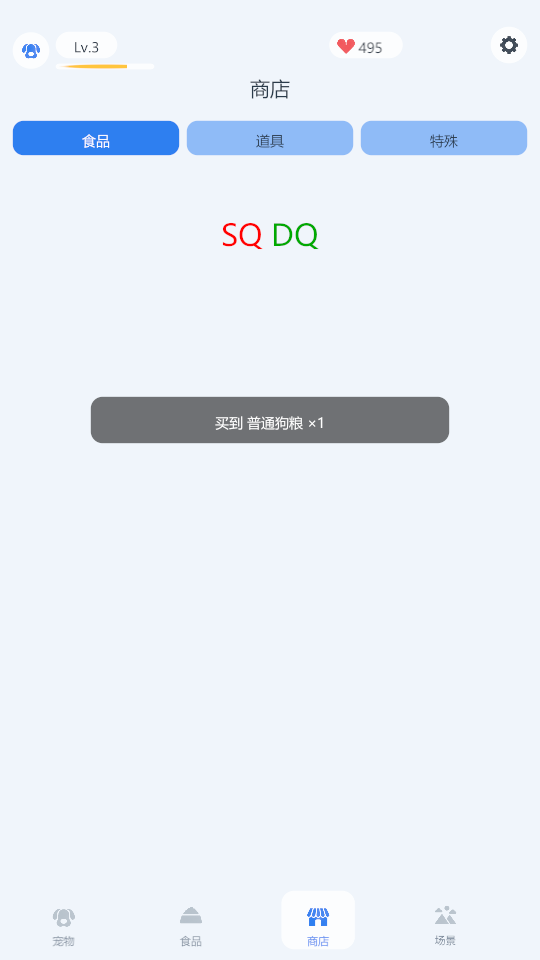 Lv.3
495
商店
食品 道具 特殊
SQ DQ
买到 普通狗粮 ×1
宠物 食品 商店 场景